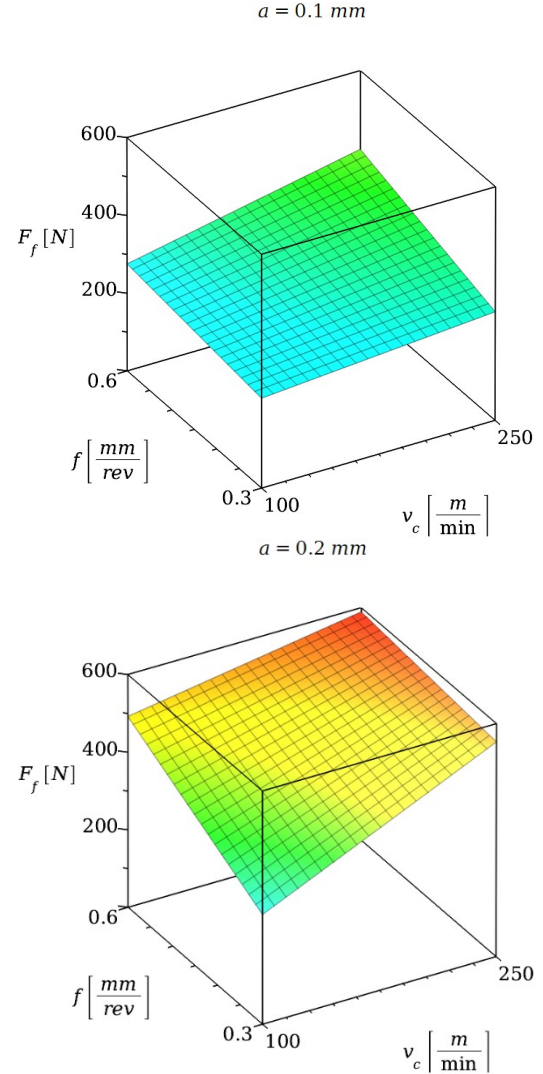 a = 0.1 mm
600
400
F_f [N]
200
0.6
f [mm/rev]
250
0.3
100
v_c [m/min]
a = 0.2 mm
600
400
F_f [N]
200
0.6
f [mm/rev]
250
0.3
100
v_c [m/min]